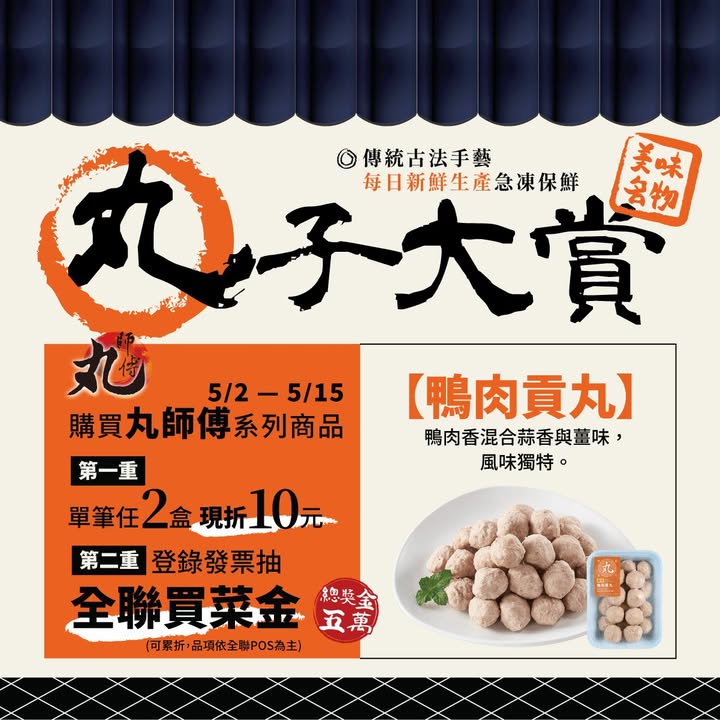 ◎傳統古法手藝
每日新鮮生產急凍保鮮
美味
名物
丸子大賞
丸師傅
5/2 — 5/15
購買丸師傅系列商品
第一重
單筆任2盒 現折10元
第二重 登錄發票抽
全聯買菜金
總獎金
五萬
(可累折,品項依全聯POS為主)
【鴨肉貢丸】
鴨肉香混合蒜香與薑味，
風味獨特。
丸